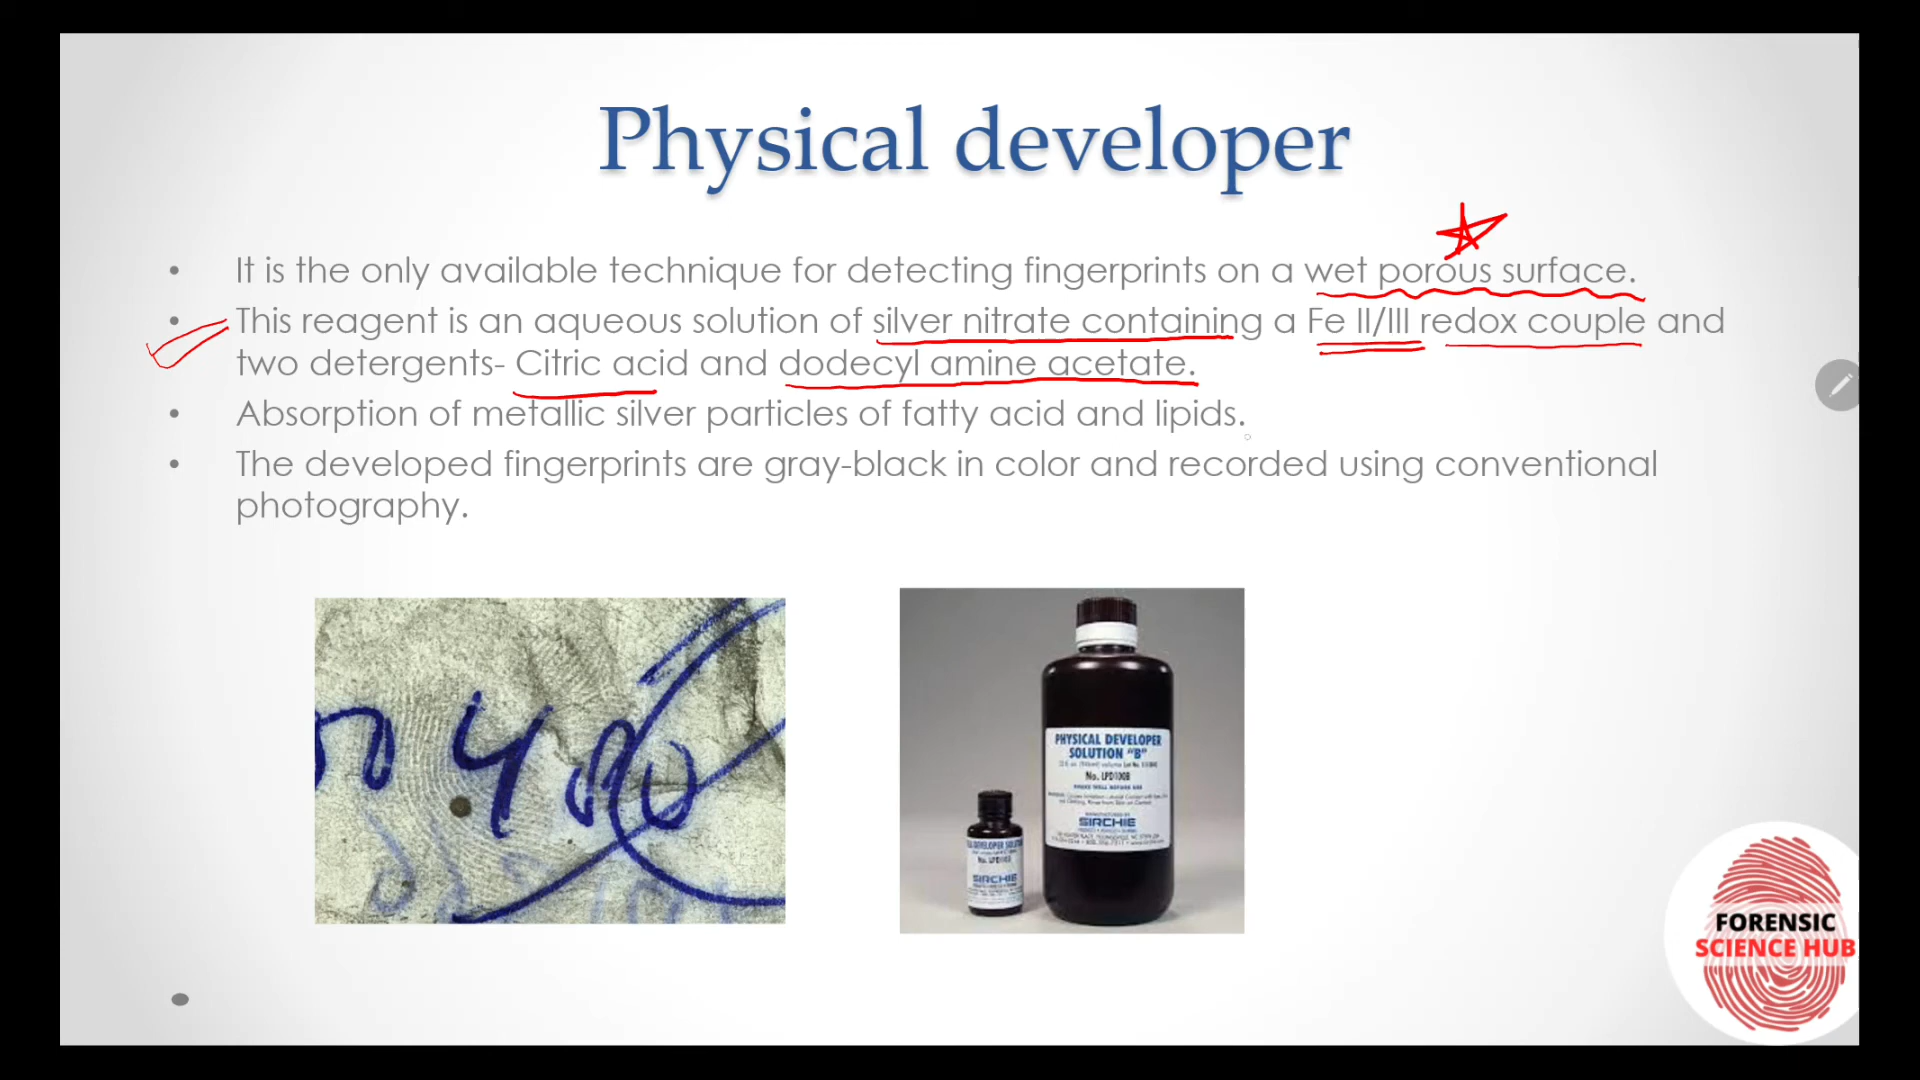 Physical developer
• It is the only available technique for detecting fingerprints on a wet porous surface.
• This reagent is an aqueous solution of silver nitrate containing a Fe II/III redox couple and
two detergents- Citric acid and dodecyl amine acetate.
• Absorption of metallic silver particles of fatty acid and lipids.
• The developed fingerprints are gray-black in color and recorded using conventional
photography.
PHYSICAL DEVELOPER
SOLUTION "B"
No. LPD100B
SIRCHIE
DEVELOPER
SIRCHIE
FORENSIC
SCIENCE HUB